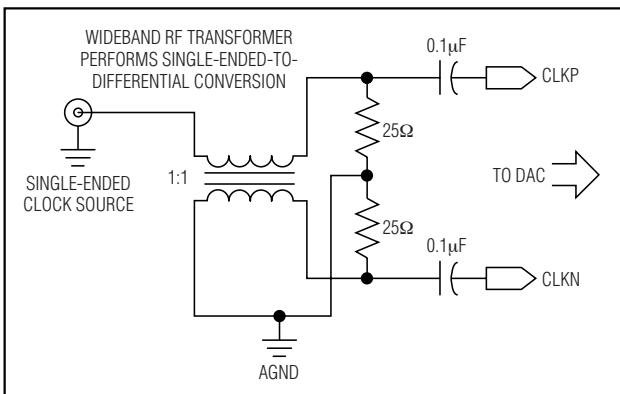 WIDEBAND RF TRANSFORMER
PERFORMS SINGLE-ENDED-TO-
DIFFERENTIAL CONVERSION
0.1μF
CLKP
25Ω
SINGLE-ENDED
CLOCK SOURCE
1:1
TO DAC
25Ω
0.1μF
CLKN
AGND